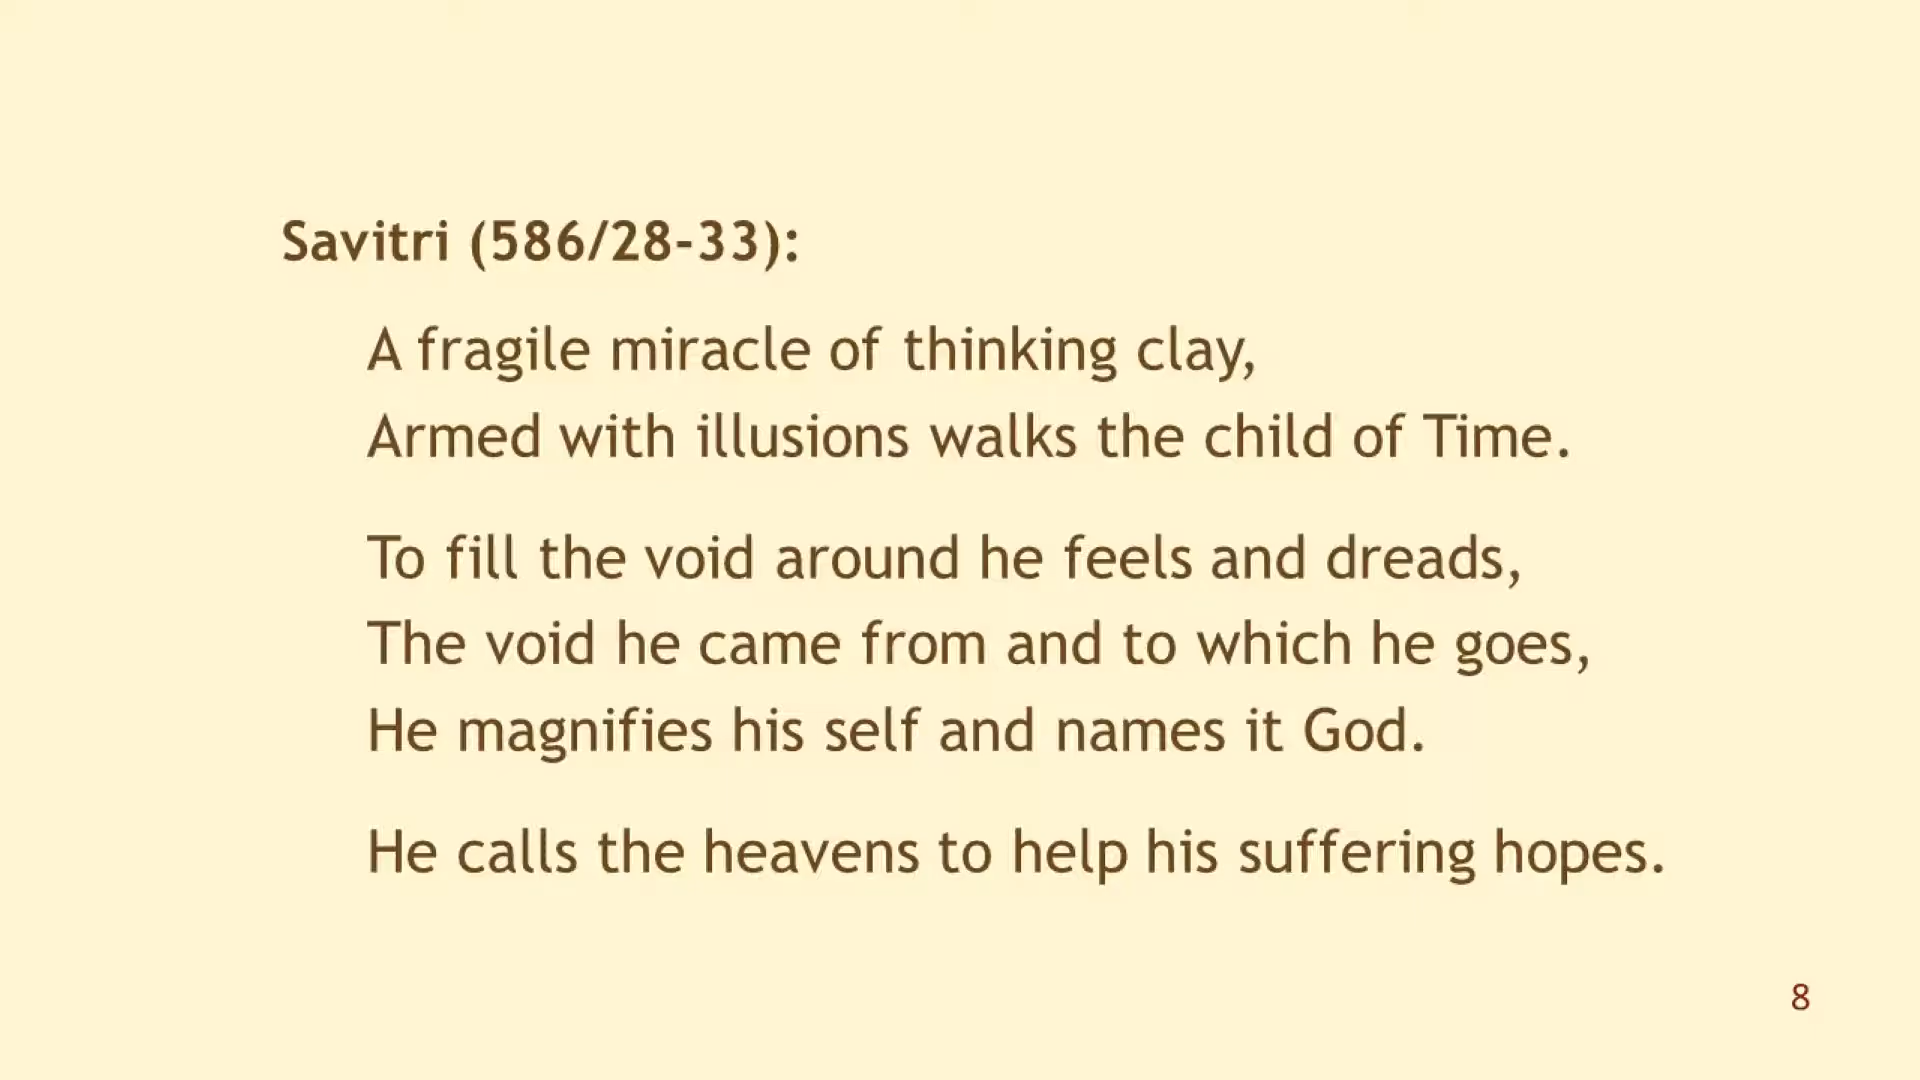 Savitri (586/28-33):
A fragile miracle of thinking clay,
Armed with illusions walks the child of Time.
To fill the void around he feels and dreads,
The void he came from and to which he goes,
He magnifies his self and names it God.
He calls the heavens to help his suffering hopes.
8